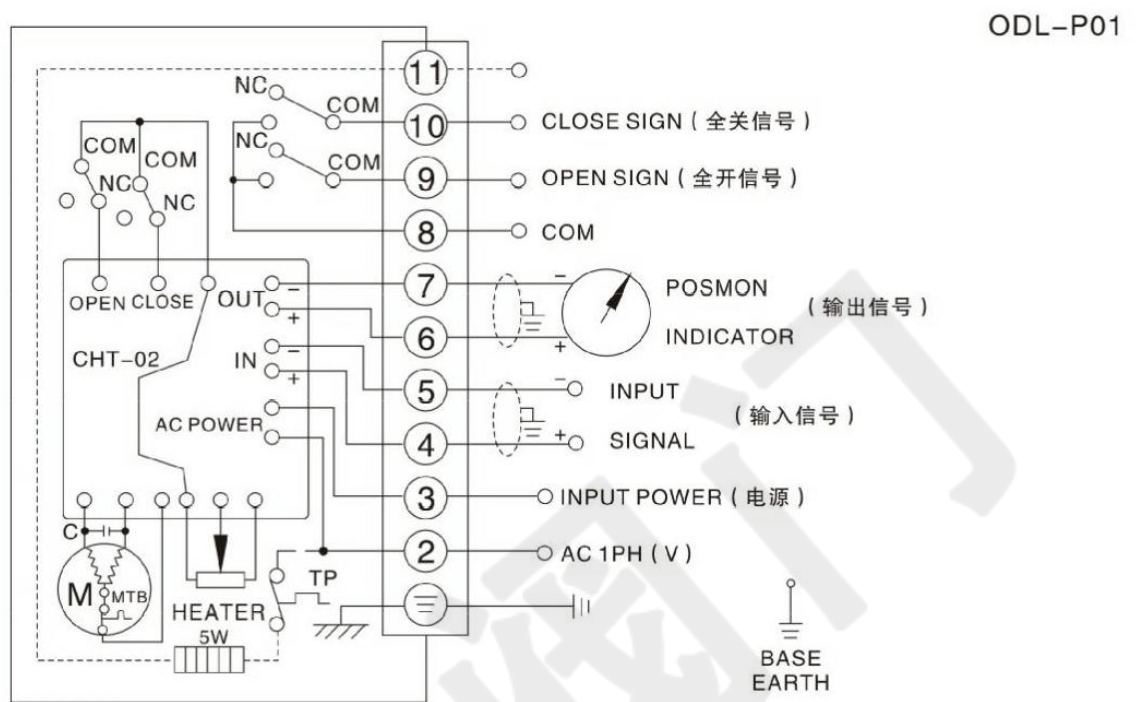 ODL-P01
11
NC
COM
10
CLOSE SIGN ( 全关信号 )
NC
COM
9
OPEN SIGN ( 全开信号 )
COM
COM
NC
NC
8
COM
OPEN CLOSE
OUT
-
+
7
-
POSMON
( 输出信号 )
6
+
INDICATOR
CHT-02
IN
-
+
5
-
INPUT
( 输入信号 )
4
+
SIGNAL
AC POWER
3
INPUT POWER ( 电源 )
2
AC 1PH ( V )
C
M
MTB
TP
HEATER
5W
BASE
EARTH
阀门